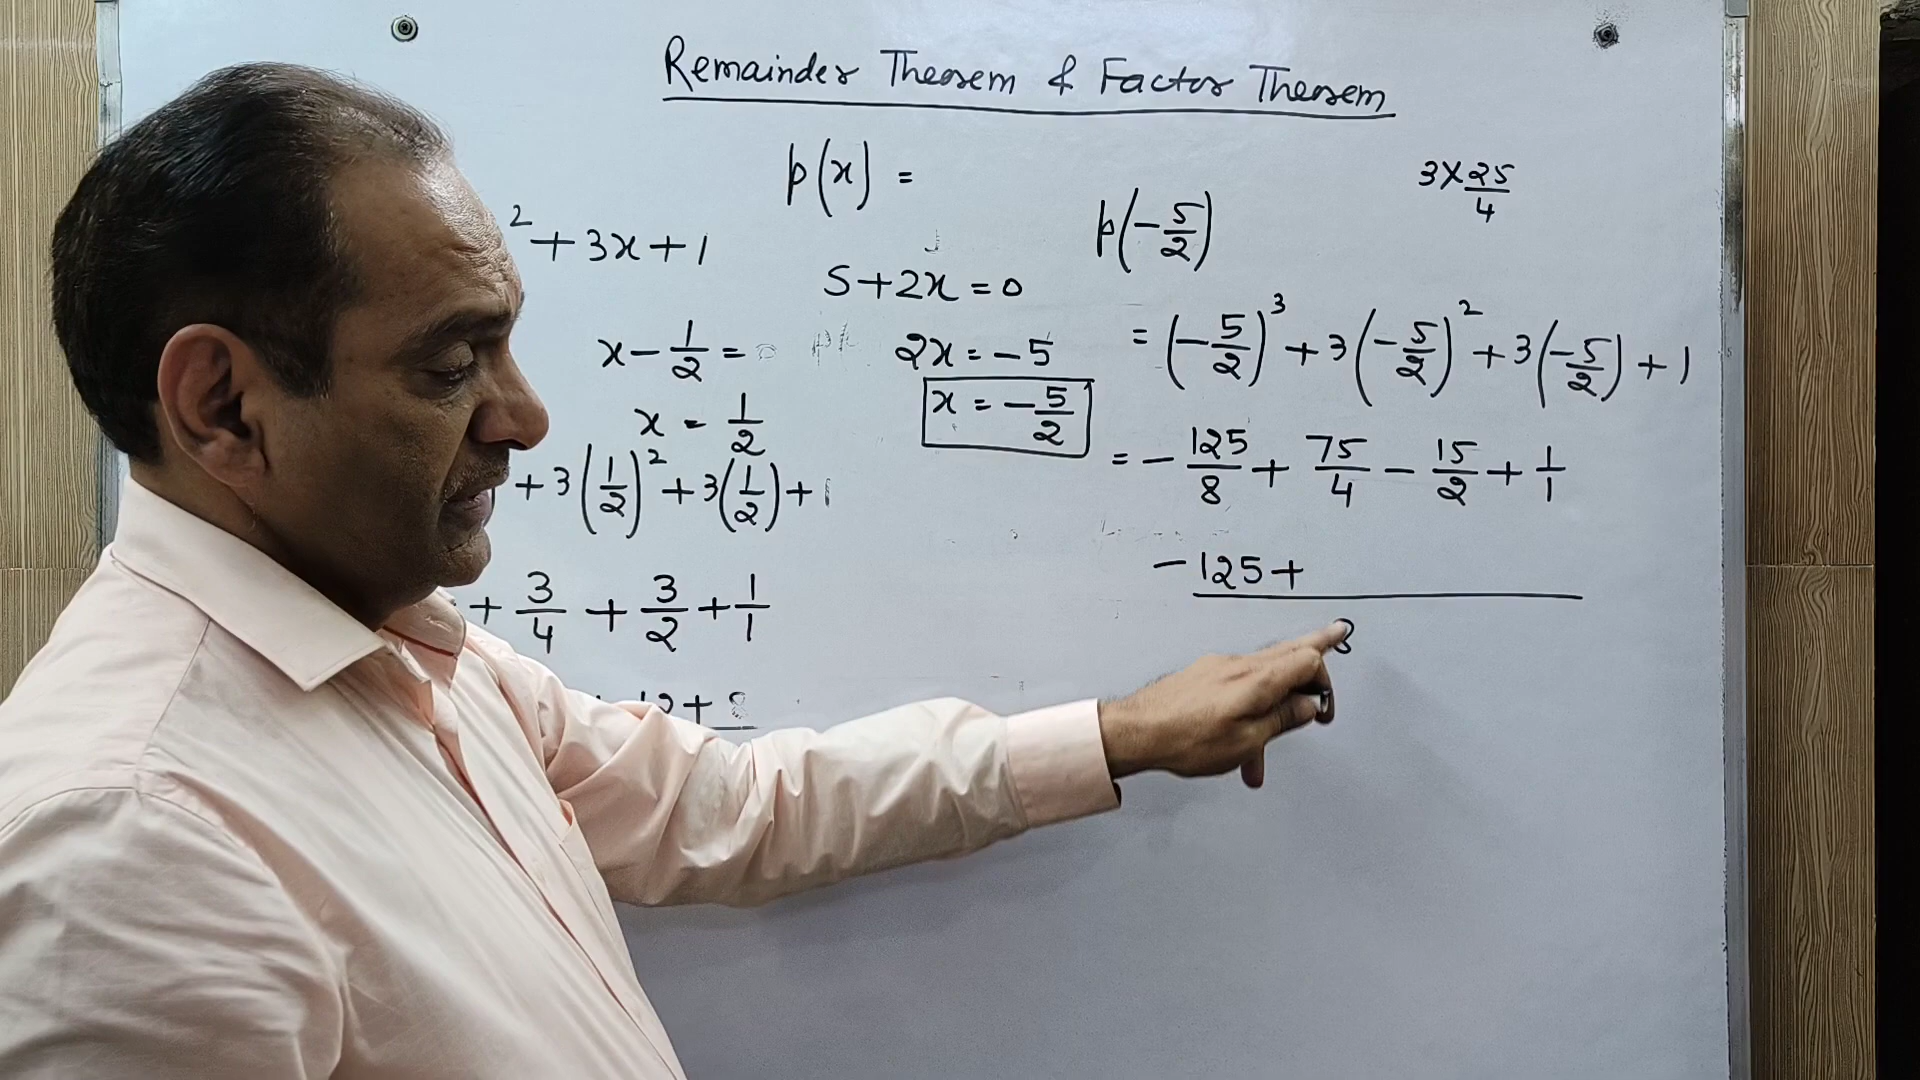 Remainder Theorem & Factor Theorem
p(x) =
² + 3x + 1
x - 1/2 =
x = 1/2
+ 3(1/2)² + 3(1/2) + 1
+ 3/4 + 3/2 + 1/1
12 + 8
5 + 2x = 0
2x = -5
x = -5/2
p(-5/2)
3 × 25/4
= (-5/2)³ + 3(-5/2)² + 3(-5/2) + 1
= -125/8 + 75/4 - 15/2 + 1/1
-125 +
8